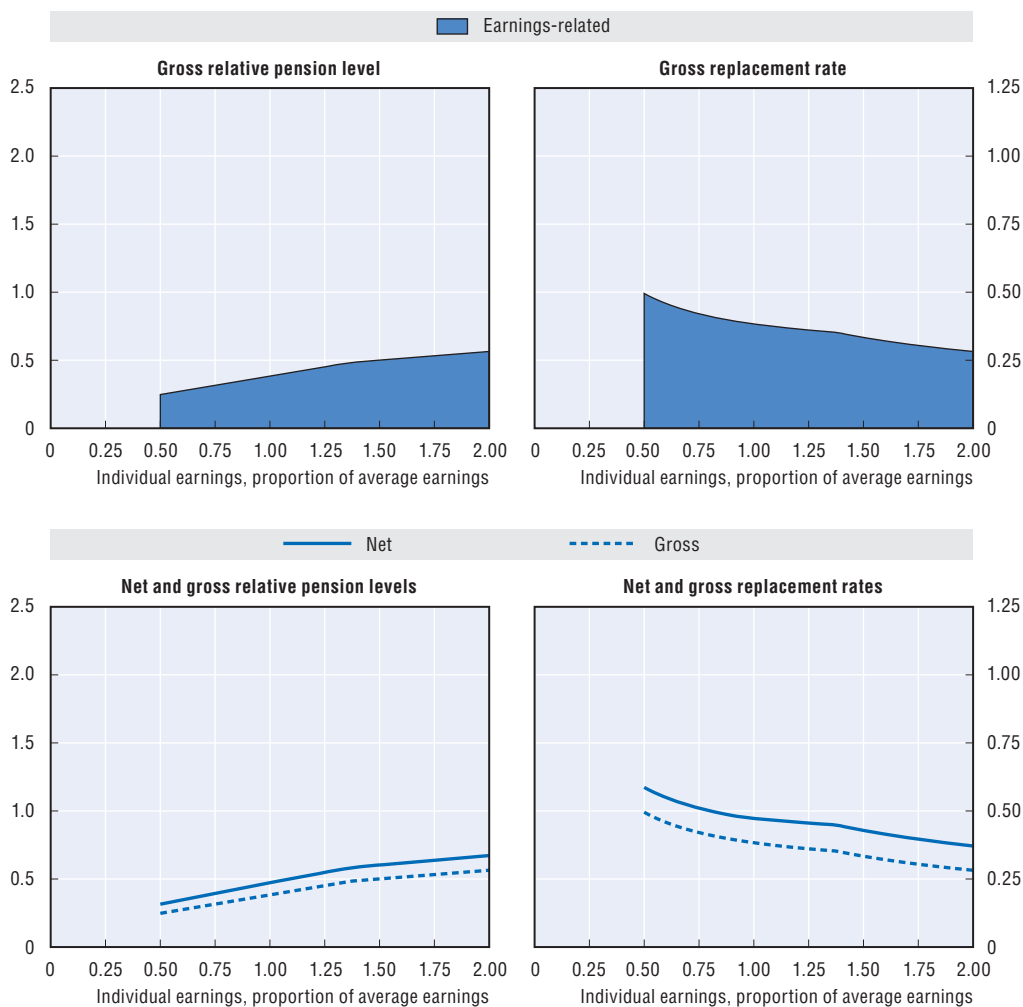 Earnings-related
Gross relative pension level
Gross replacement rate
2.5
2.0
1.5
1.0
0.5
0
1.25
1.00
0.75
0.50
0.25
0
0 0.25 0.50 0.75 1.00 1.25 1.50 1.75 2.00
0 0.25 0.50 0.75 1.00 1.25 1.50 1.75 2.00
Individual earnings, proportion of average earnings
Individual earnings, proportion of average earnings
Net Gross
Net and gross relative pension levels
Net and gross replacement rates
2.5
2.0
1.5
1.0
0.5
0
1.25
1.00
0.75
0.50
0.25
0
0 0.25 0.50 0.75 1.00 1.25 1.50 1.75 2.00
0 0.25 0.50 0.75 1.00 1.25 1.50 1.75 2.00
Individual earnings, proportion of average earnings
Individual earnings, proportion of average earnings